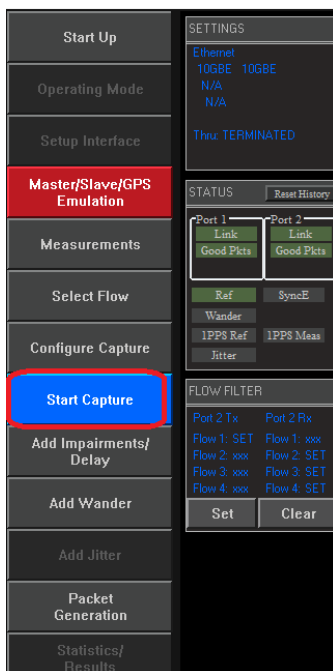 Start Up
Operating Mode
Setup Interface
Master/Slave/GPS
Emulation
Measurements
Select Flow
Configure Capture
Start Capture
Add Impairments/
Delay
Add Wander
Add Jitter
Packet
Generation
Statistics/
Results
SETTINGS
Ethernet
10GBE 10GBE
N/A
N/A
Thru: TERMINATED
STATUS Reset History
Port 1 Port 2
Link Link
Good Pkts Good Pkts
Ref SyncE
Wander
1PPS Ref 1PPS Meas
Jitter
FLOW FILTER
Port 2 Tx Port 2 Rx
Flow 1: SET Flow 1: xxx
Flow 2: xxx Flow 2: SET
Flow 3: xxx Flow 3: SET
Flow 4: xxx Flow 4: SET
Set Clear